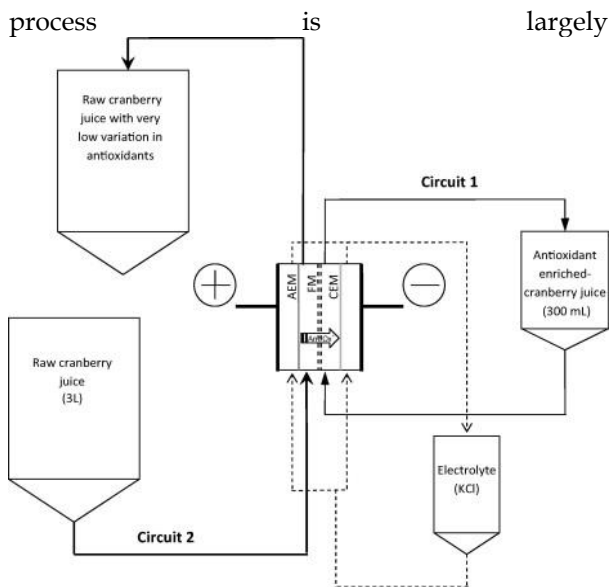 process is largely
Raw cranberry
juice with very
low variation in
antioxidants
Circuit 1
Antioxidant
enriched-
cranberry juice
(300 mL)
+
−
AEM
FM
CEM
Raw cranberry
juice
(3L)
Electrolyte
(KCl)
Circuit 2